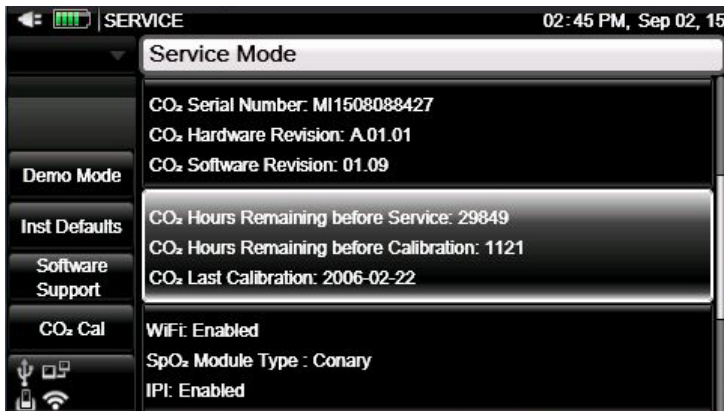 SERVICE 02:45 PM, Sep 02, 15
Service Mode
CO₂ Serial Number: MI1508088427
CO₂ Hardware Revision: A.01.01
CO₂ Software Revision: 01.09
Demo Mode
CO₂ Hours Remaining before Service: 29849
Inst Defaults
CO₂ Hours Remaining before Calibration: 1121
Software
Support
CO₂ Last Calibration: 2006-02-22
CO₂ Cal
WiFi: Enabled
SpO₂ Module Type : Conary
IPI: Enabled